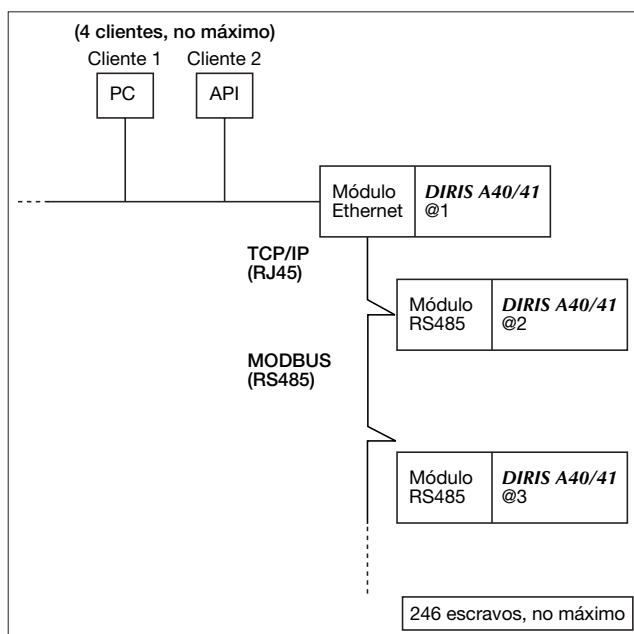 (4 clientes, no máximo)
Cliente 1 Cliente 2
PC API
Módulo
Ethernet
DIRIS A40/41
@1
TCP/IP
(RJ45)
Módulo
RS485
DIRIS A40/41
@2
MODBUS
(RS485)
Módulo
RS485
DIRIS A40/41
@3
246 escravos, no máximo